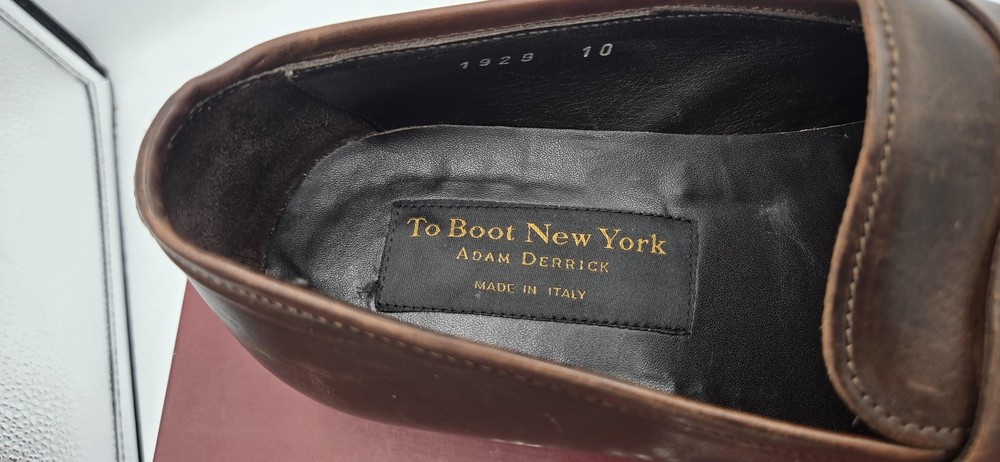 1929 10
To Boot New York
ADAM DERRICK
MADE IN ITALY